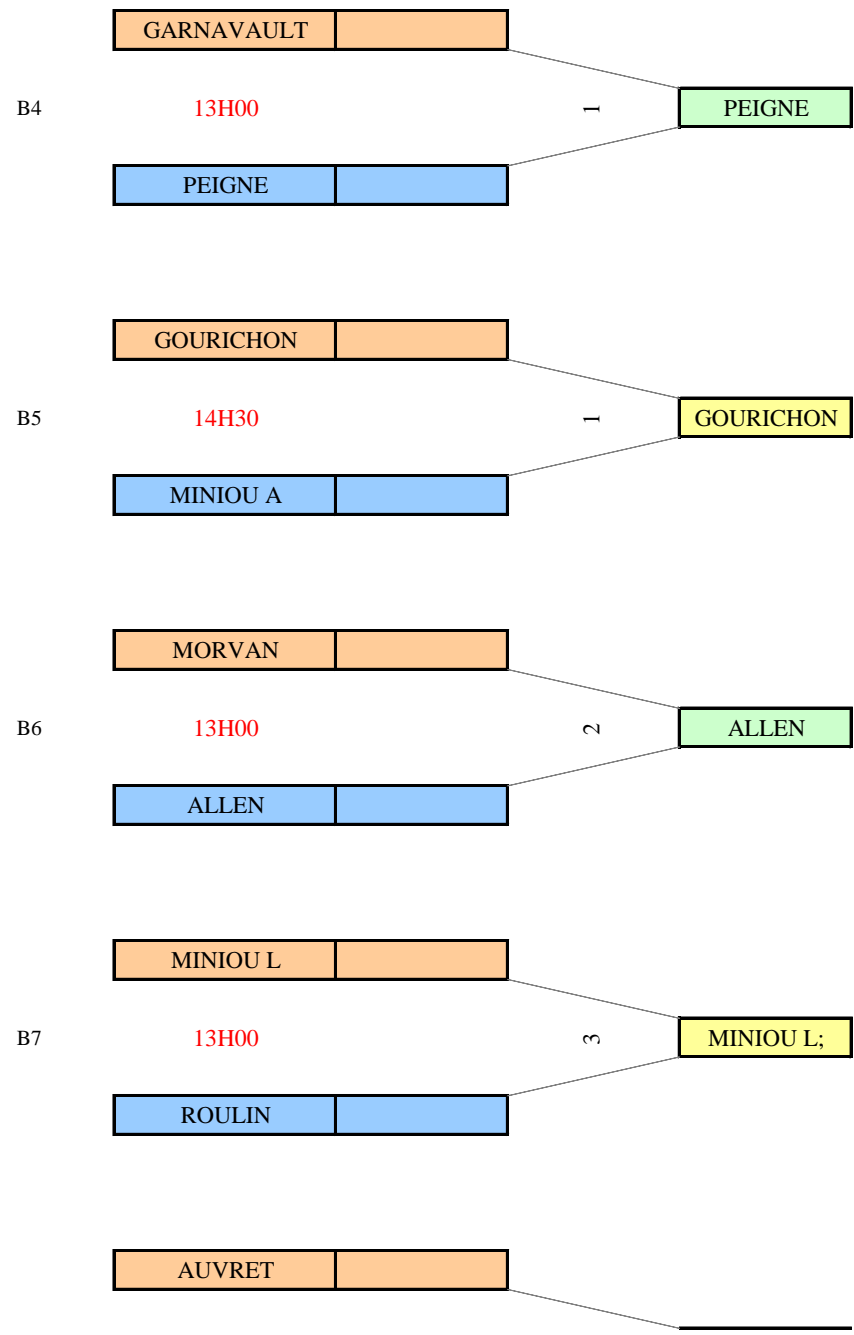 GARNAVAULT
B4 13H00 1 PEIGNE
PEIGNE
GOURICHON
B5 14H30 1 GOURICHON
MINIOU A
MORVAN
B6 13H00 2 ALLEN
ALLEN
MINIOU L
B7 13H00 3 MINIOU L;
ROULIN
AUVRET